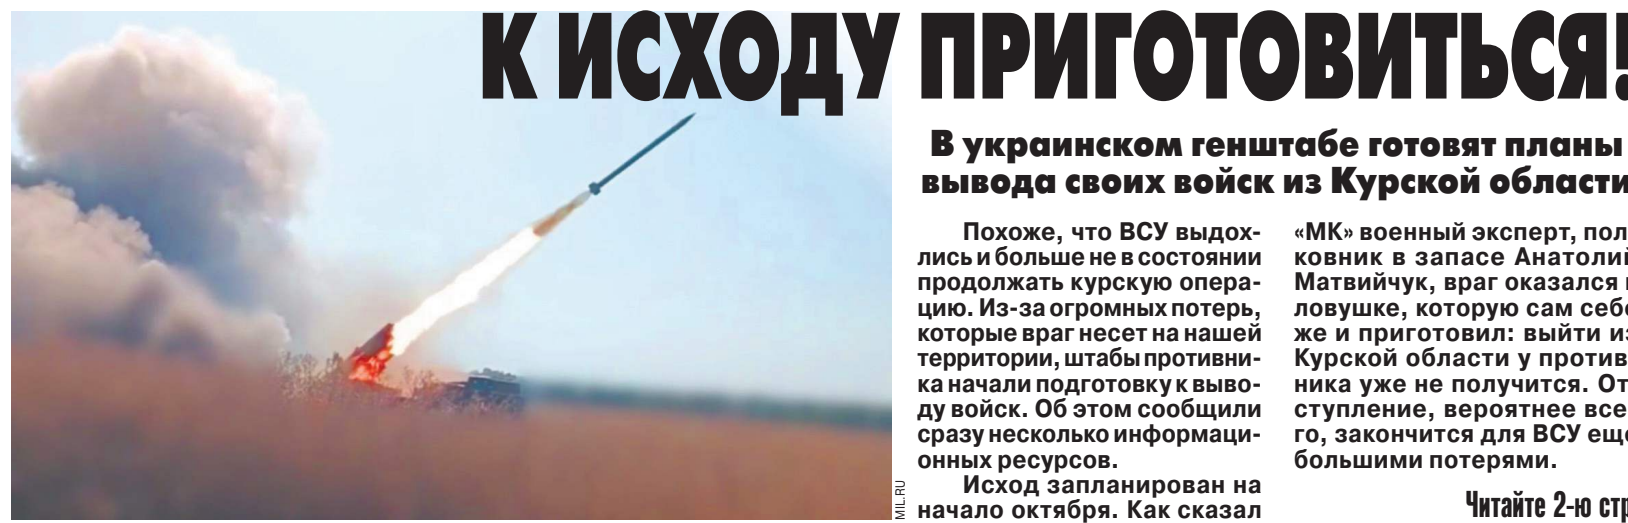 К ИСХОДУ ПРИГОТОВИТЬСЯ!
В украинском генштабе готовят планы
вывода своих войск из Курской области
Похоже, что ВСУ выдох-
лись и больше не в состоянии
продолжать курскую опера-
цию. Из-за огромных потерь,
которые враг несет на нашей
территории, штабы противни-
ка начали подготовку к выво-
ду войск. Об этом сообщили
сразу несколько информаци-
онных ресурсов.
Исход запланирован на
начало октября. Как сказал
«МК» военный эксперт, пол
ковник в запасе Анатолий
Матвийчук, враг оказался
ловушке, которую сам себе
же и приготовил: выйти из
Курской области у против
ника уже не получится. От
ступление, вероятнее все
го, закончится для ВСУ еще
большими потерями.
Читайте 2-ю стр
MIL.RU